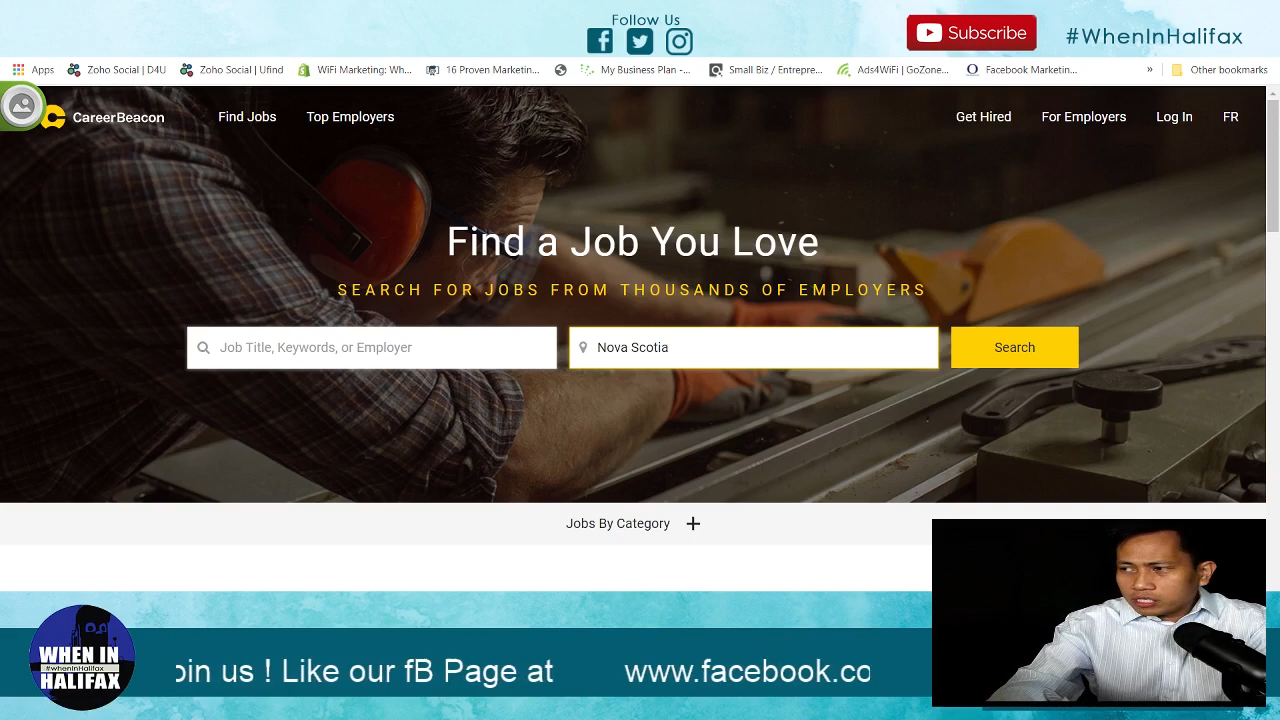 Follow Us
Subscribe
#WhenInHalifax
Apps
Zoho Social | D4U
Zoho Social | Ufind
WiFi Marketing: Wh...
16 Proven Marketin...
My Business Plan -...
Small Biz / Entrepre...
Ads4WiFi | GoZone...
Facebook Marketin...
»
Other bookmarks
CareerBeacon
Find Jobs
Top Employers
Get Hired
For Employers
Log In
FR
Find a Job You Love
SEARCH FOR JOBS FROM THOUSANDS OF EMPLOYERS
Job Title, Keywords, or Employer
Nova Scotia
Search
Jobs By Category +
WHEN IN
#whenInHalifax
HALIFAX
oin us ! Like our fB Page at
www.facebook.co